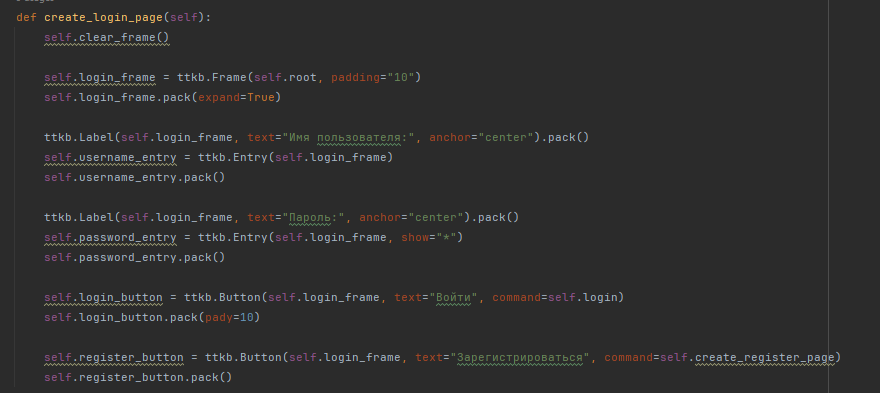 def create_login_page(self):
self.clear_frame()
self.login_frame = ttkb.Frame(self.root, padding="10")
self.login_frame.pack(expand=True)
ttkb.Label(self.login_frame, text="Имя пользователя:", anchor="center").pack()
self.username_entry = ttkb.Entry(self.login_frame)
self.username_entry.pack()
ttkb.Label(self.login_frame, text="Пароль:", anchor="center").pack()
self.password_entry = ttkb.Entry(self.login_frame, show="*")
self.password_entry.pack()
self.login_button = ttkb.Button(self.login_frame, text="Войти", command=self.login)
self.login_button.pack(pady=10)
self.register_button = ttkb.Button(self.login_frame, text="Зарегистрироваться", command=self.create_register_page)
self.register_button.pack()